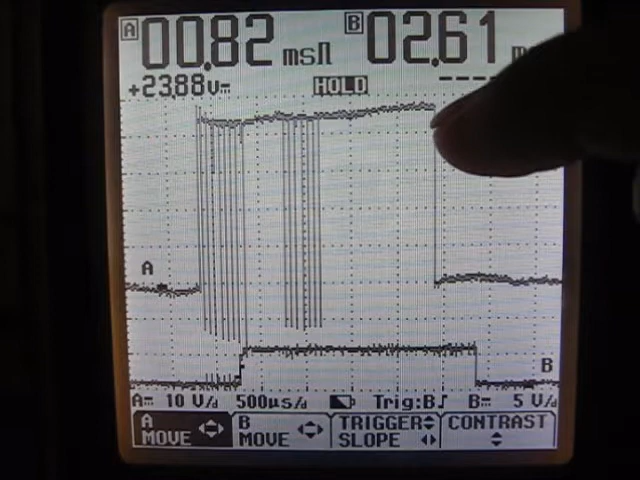 A 00.82 ms⎍ B 02.61 m
+23.88v⎓ HOLD -----
A
B
A⎓ 10 V/d 500µs/d Trig:B⨍ B⎓ 5 V/d
A MOVE B MOVE TRIGGER SLOPE CONTRAST